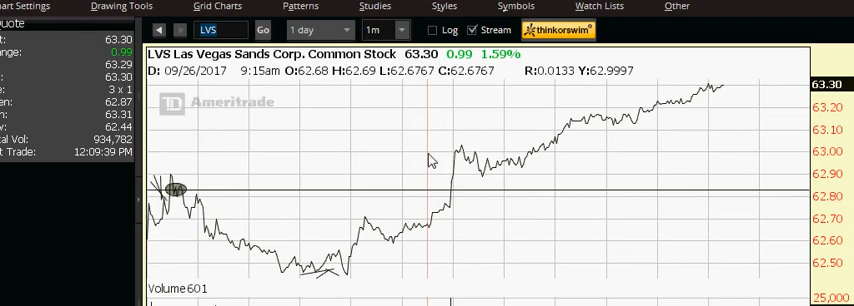 hart Settings Drawing Tools Grid Charts Patterns Studies Styles Symbols Watch Lists Other
uote
t: 63.30
ange: 0.99
63.29
: 63.30
: 3 x 1
en: 62.87
h: 63.31
w: 62.44
tal Vol: 934,782
t Trade: 12:09:39 PM
LVS Go 1 day 1m Log Stream thinkorswim
LVS Las Vegas Sands Corp. Common Stock 63.30 0.99 1.59%
D: 09/26/2017 9:15am O:62.68 H:62.69 L:62.6767 C:62.6767 R:0.0133 Y:62.9997
TD Ameritrade
63.30
63.20
63.10
63.00
62.90
62.80
62.70
62.60
62.50
Volume 601
25,000